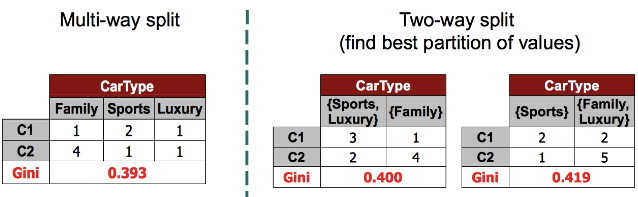 Multi-way split
CarType
Family Sports Luxury
C1 1 2 1
C2 4 1 1
Gini 0.393
Two-way split
(find best partition of values)
CarType
{Sports, Luxury} {Family}
C1 3 1
C2 2 4
Gini 0.400
CarType
{Sports} {Family, Luxury}
C1 2 2
C2 1 5
Gini 0.419